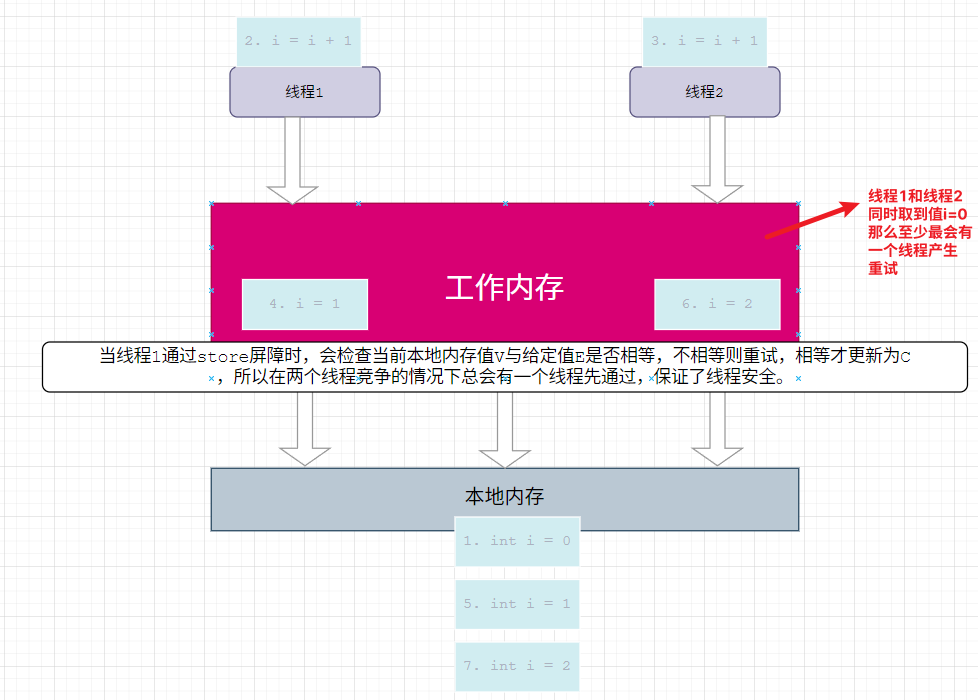 2. i = i + 1
3. i = i + 1
线程1
线程2
线程1和线程2
同时取到值i=0
那么至少最会有
一个线程产生
重试
工作内存
4. i = 1
6. i = 2
当线程1通过store屏障时，会检查当前本地内存值V与给定值E是否相等，不相等则重试，相等才更新为C
，所以在两个线程竞争的情况下总会有一个线程先通过，保证了线程安全。
本地内存
1. int i = 0
5. int i = 1
7. int i = 2